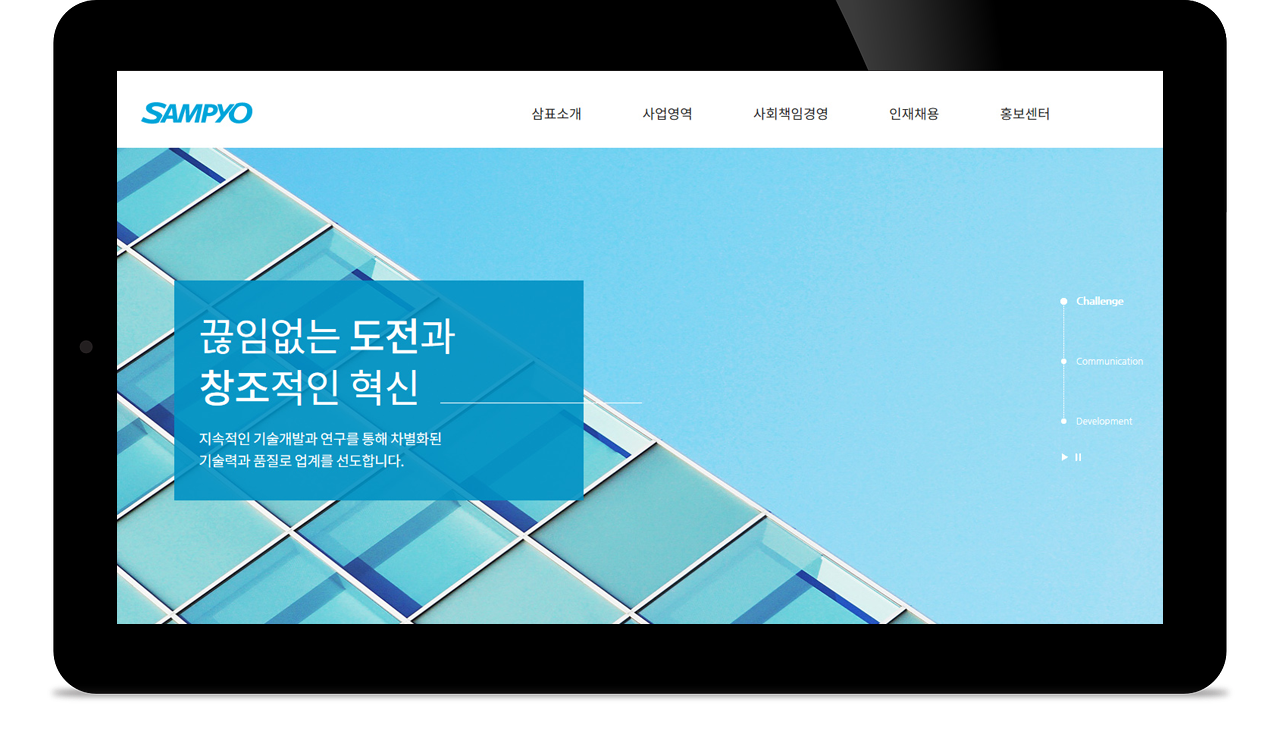 SAMPYO
삼표소개 사업영역 사회책임경영 인재채용 홍보센터
끊임없는 도전과
창조적인 혁신
지속적인 기술개발과 연구를 통해 차별화된
기술력과 품질로 업계를 선도합니다.
Challenge
Communication
Development